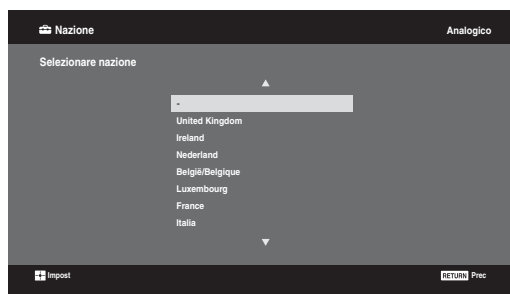 Nazione
Analogico
Selezionare nazione
-
United Kingdom
Ireland
Nederland
België/Belgique
Luxembourg
France
Italia
Impost
RETURN Prec